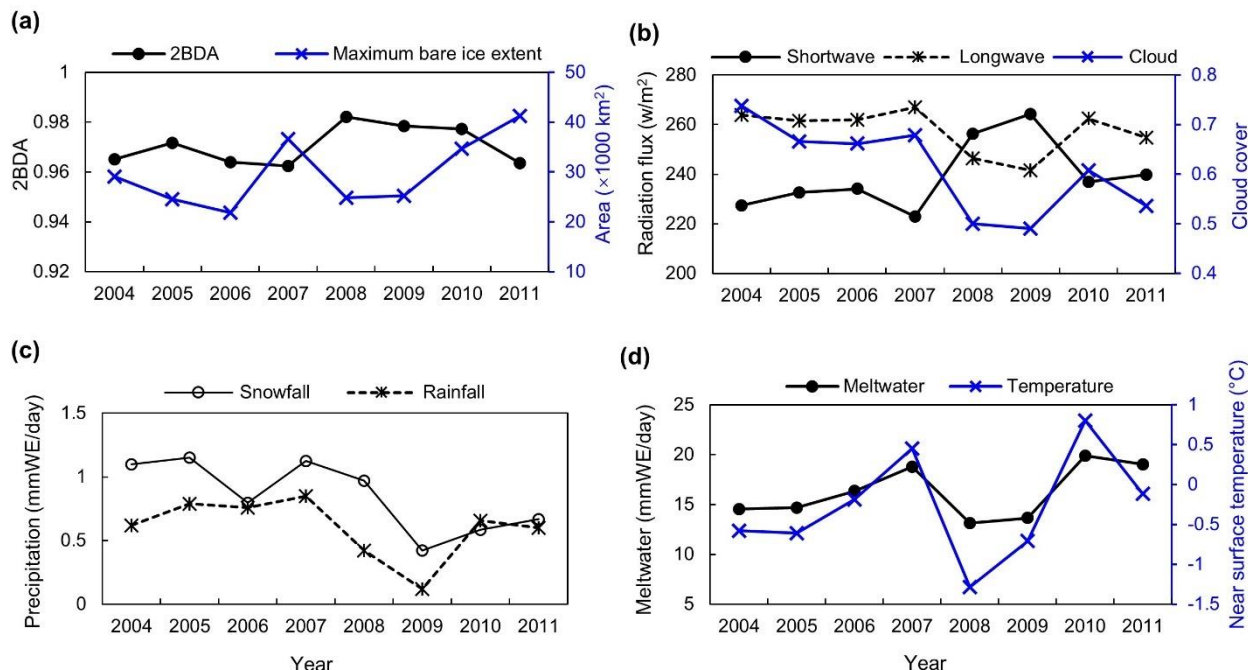 (a)
2BDA Maximum bare ice extent
1
0.98
0.96
0.94
0.92
2BDA
50
40
30
20
10
Area (×1000 km²)
2004 2005 2006 2007 2008 2009 2010 2011
(b)
Shortwave Longwave Cloud
280
260
240
220
200
Radiation flux (w/m²)
0.8
0.7
0.6
0.5
0.4
Cloud cover
2004 2005 2006 2007 2008 2009 2010 2011
(c)
Snowfall Rainfall
1.5
1
0.5
0
Precipitation (mmWE/day)
2004 2005 2006 2007 2008 2009 2010 2011
Year
(d)
Meltwater Temperature
25
20
15
10
5
Meltwater (mmWE/day)
1
0.5
0
-0.5
-1
-1.5
Near surface temperature (°C)
2004 2005 2006 2007 2008 2009 2010 2011
Year